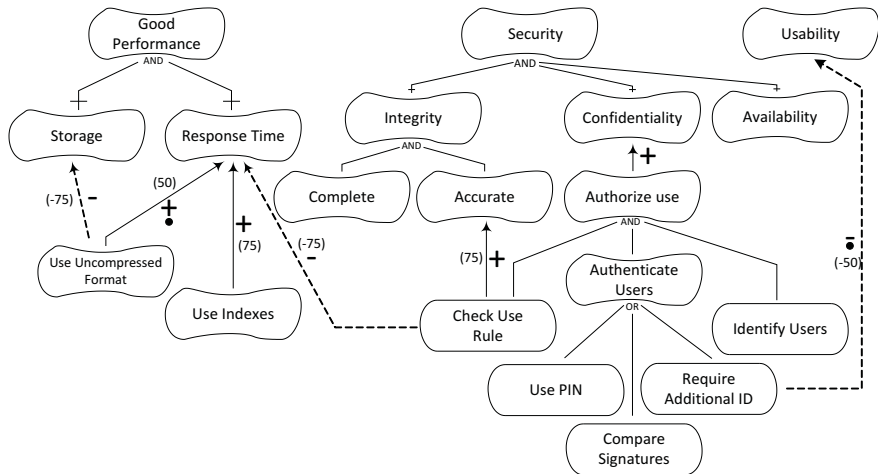 Good
Performance
AND
Security
AND
Usability
Storage
Response Time
Integrity
AND
Confidentiality
Availability
(-75)
-
(50)
+
+
(75)
(-75)
-
Complete
Accurate
+
Authorize use
AND
-
(-50)
Use Uncompressed
Format
(75)
+
Authenticate
Users
OR
Use Indexes
Check Use
Rule
Identify Users
Use PIN
Require
Additional ID
Compare
Signatures